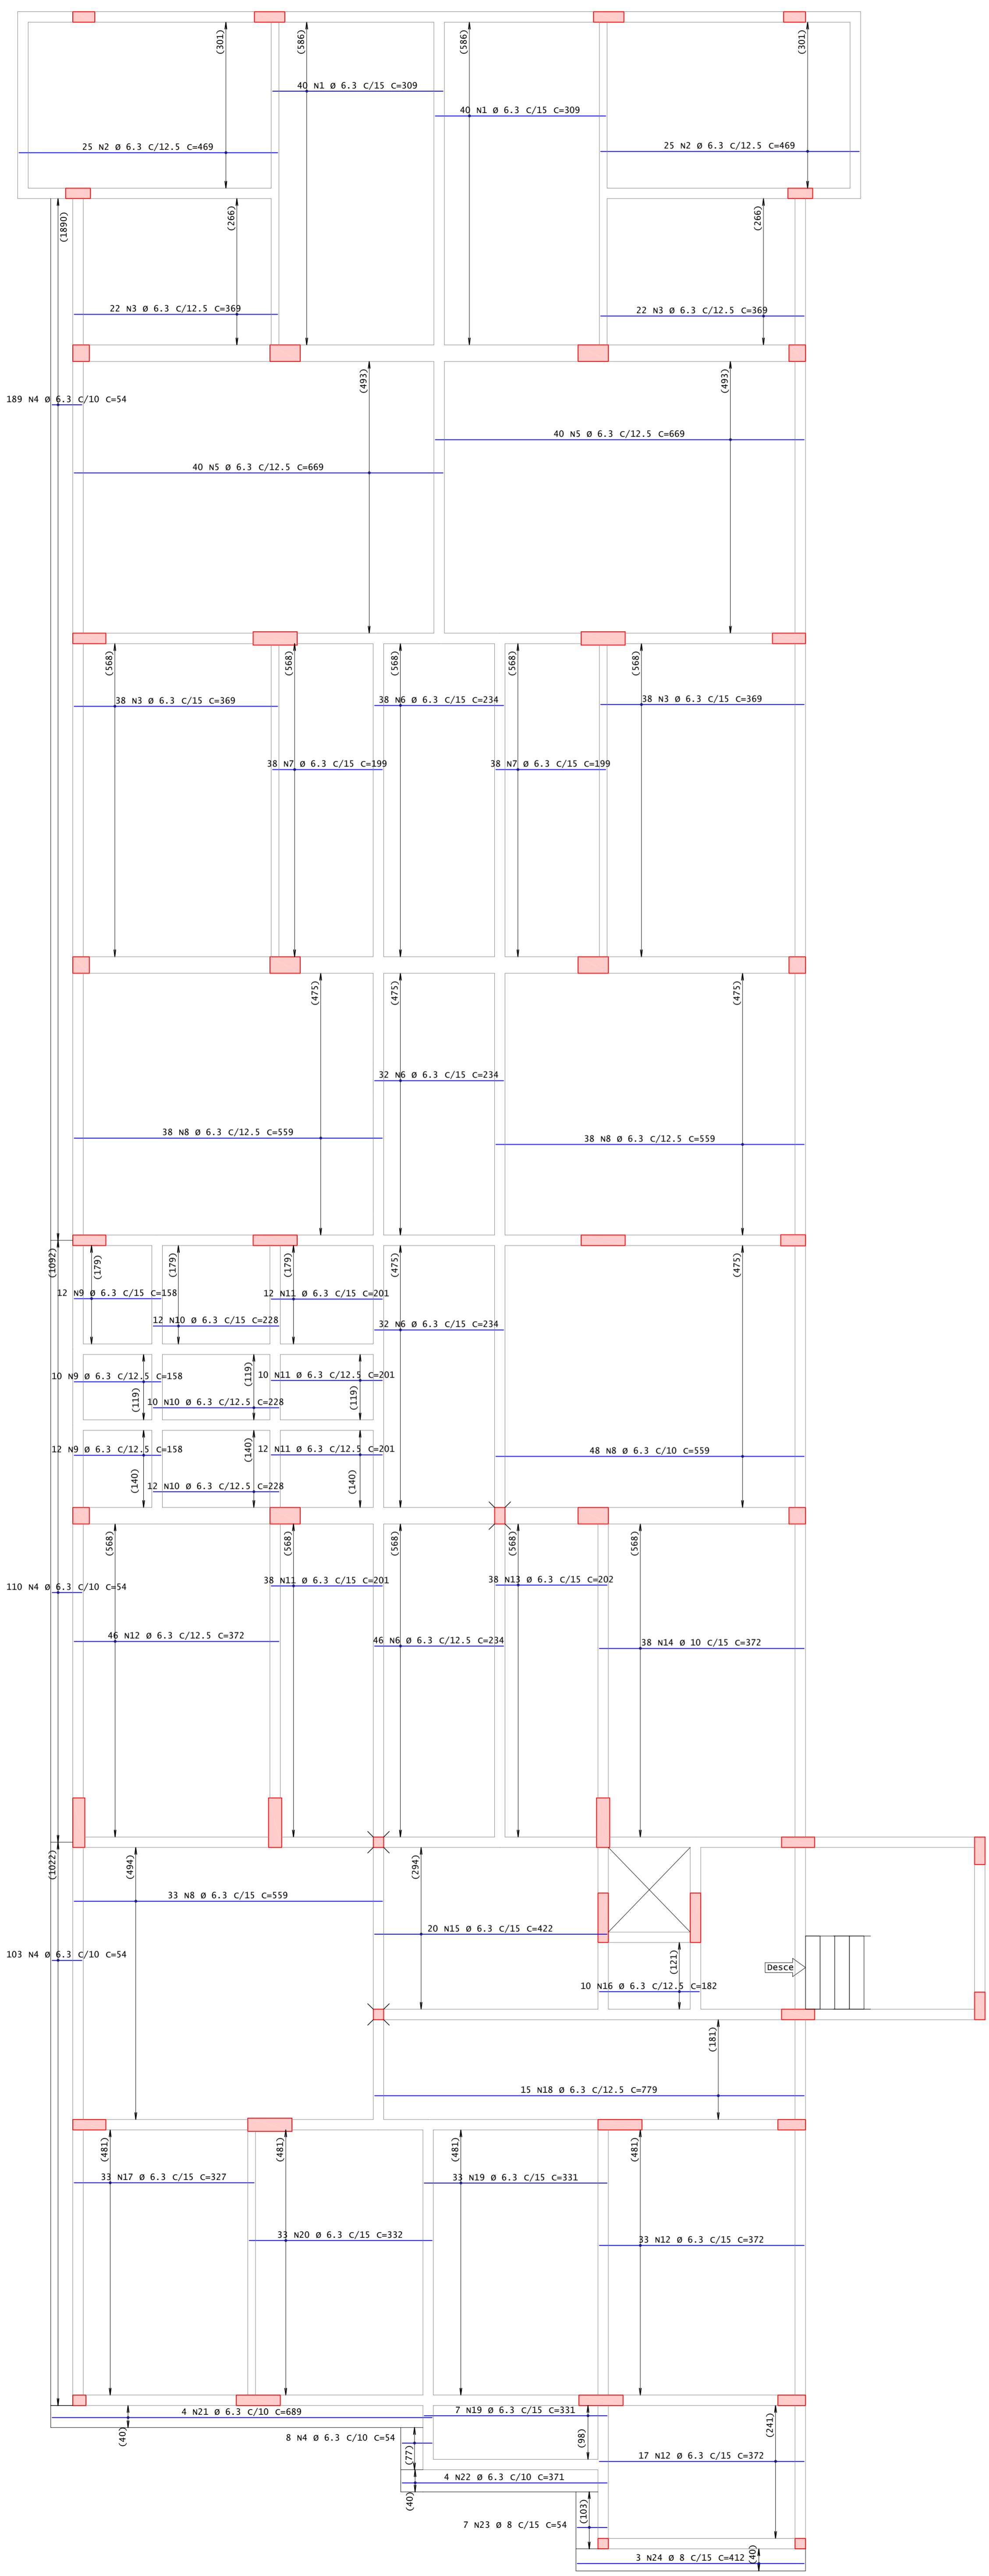 (301)
(586)
(586)
(301)
40 N1 Ø 6.3 C/15 C=309
40 N1 Ø 6.3 C/15 C=309
25 N2 Ø 6.3 C/12.5 C=469
25 N2 Ø 6.3 C/12.5 C=469
(1890)
(266)
(266)
22 N3 Ø 6.3 C/12.5 C=369
22 N3 Ø 6.3 C/12.5 C=369
(493)
(493)
189 N4 Ø 6.3 C/10 C=54
40 N5 Ø 6.3 C/12.5 C=669
40 N5 Ø 6.3 C/12.5 C=669
(568)
(568)
(568)
(568)
(568)
38 N3 Ø 6.3 C/15 C=369
38 N6 Ø 6.3 C/15 C=234
38 N3 Ø 6.3 C/15 C=369
38 N7 Ø 6.3 C/15 C=199
38 N7 Ø 6.3 C/15 C=199
(475)
(475)
(475)
32 N6 Ø 6.3 C/15 C=234
38 N8 Ø 6.3 C/12.5 C=559
38 N8 Ø 6.3 C/12.5 C=559
(1092)
(179)
(179)
(179)
(475)
(475)
12 N9 Ø 6.3 C/15 C=158
12 N11 Ø 6.3 C/15 C=201
12 N10 Ø 6.3 C/15 C=228
32 N6 Ø 6.3 C/15 C=234
10 N9 Ø 6.3 C/12.5 C=158
10 N11 Ø 6.3 C/12.5 C=201
(119)
(119)
(119)
10 N10 Ø 6.3 C/12.5 C=228
12 N9 Ø 6.3 C/12.5 C=158
12 N11 Ø 6.3 C/12.5 C=201
48 N8 Ø 6.3 C/10 C=559
(140)
(140)
(140)
12 N10 Ø 6.3 C/12.5 C=228
(568)
(568)
(568)
(568)
(568)
110 N4 Ø 6.3 C/10 C=54
38 N11 Ø 6.3 C/15 C=201
38 N13 Ø 6.3 C/15 C=202
46 N12 Ø 6.3 C/12.5 C=372
46 N6 Ø 6.3 C/12.5 C=234
38 N14 Ø 10 C/15 C=372
(1022)
(494)
(294)
33 N8 Ø 6.3 C/15 C=559
20 N15 Ø 6.3 C/15 C=422
103 N4 Ø 6.3 C/10 C=54
(121)
Desce
10 N16 Ø 6.3 C/12.5 C=182
(181)
15 N18 Ø 6.3 C/12.5 C=779
(481)
(481)
(481)
(481)
33 N17 Ø 6.3 C/15 C=327
33 N19 Ø 6.3 C/15 C=331
33 N20 Ø 6.3 C/15 C=332
33 N12 Ø 6.3 C/15 C=372
4 N21 Ø 6.3 C/10 C=689
7 N19 Ø 6.3 C/15 C=331
(40)
8 N4 Ø 6.3 C/10 C=54
(98)
(241)
(77)
17 N12 Ø 6.3 C/15 C=372
4 N22 Ø 6.3 C/10 C=371
(40)
(103)
7 N23 Ø 8 C/15 C=54
3 N24 Ø 8 C/15 C=412
(40)